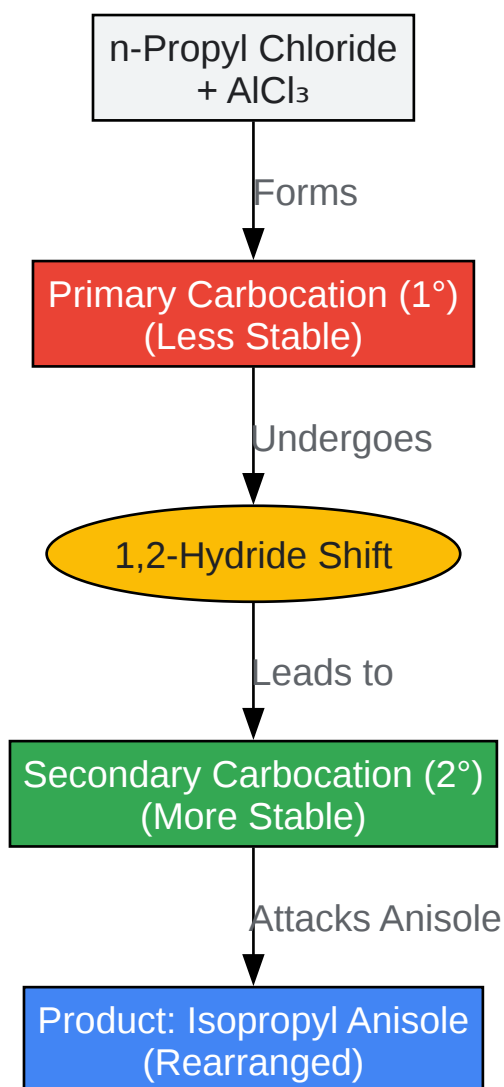 n-Propyl Chloride
+ AlCl₃
Forms
Primary Carbocation (1°)
(Less Stable)
Undergoes
1,2-Hydride Shift
Leads to
Secondary Carbocation (2°)
(More Stable)
Attacks Anisole
Product: Isopropyl Anisole
(Rearranged)